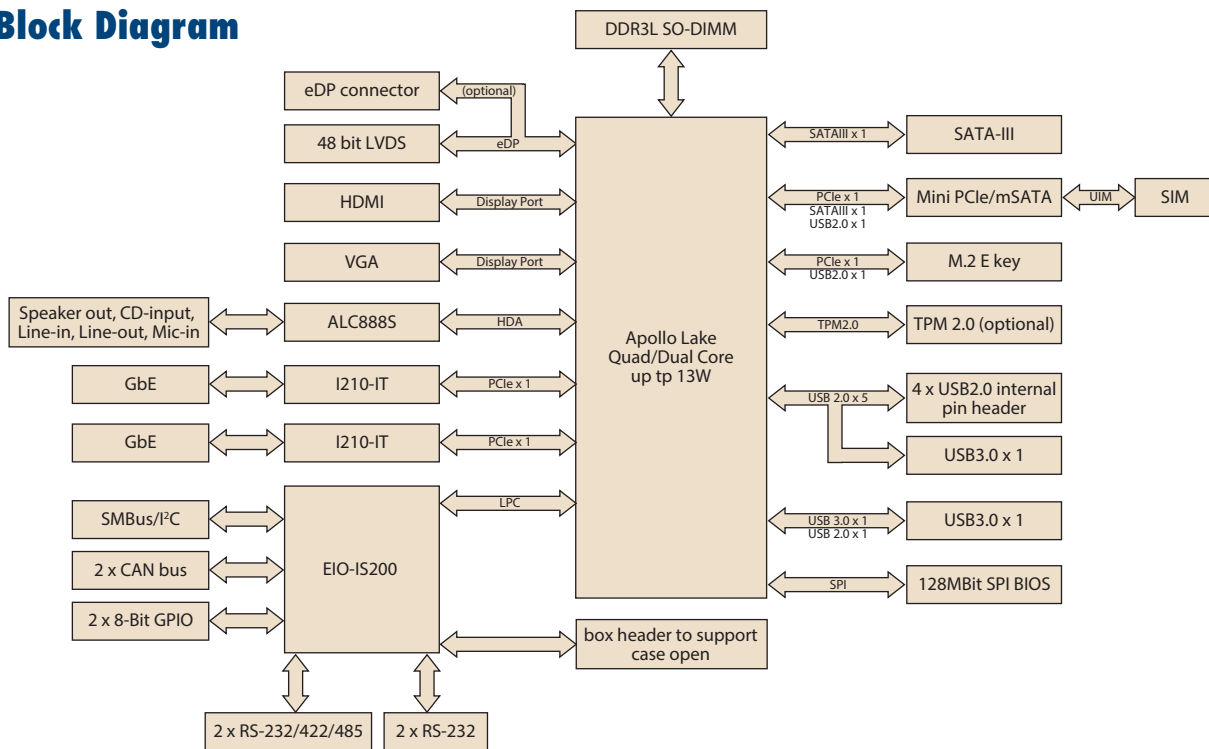 Block Diagram
DDR3L SO-DIMM
eDP connector
(optional)
48 bit LVDS
eDP
SATAIII x 1
SATA-III
HDMI
Display Port
PCIe x 1
SATAIII x 1
USB2.0 x 1
Mini PCIe/mSATA
UIM
SIM
VGA
Display Port
PCIe x 1
USB2.0 x 1
M.2 E key
Speaker out, CD-input,
Line-in, Line-out, Mic-in
ALC888S
HDA
Apollo Lake
Quad/Dual Core
up tp 13W
TPM2.0
TPM 2.0 (optional)
GbE
I210-IT
PCIe x 1
USB 2.0 x 5
4 x USB2.0 internal
pin header
GbE
I210-IT
PCIe x 1
USB3.0 x 1
SMBus/I²C
EIO-IS200
LPC
USB 3.0 x 1
USB 2.0 x 1
USB3.0 x 1
2 x CAN bus
SPI
128MBit SPI BIOS
2 x 8-Bit GPIO
box header to support
case open
2 x RS-232/422/485
2 x RS-232